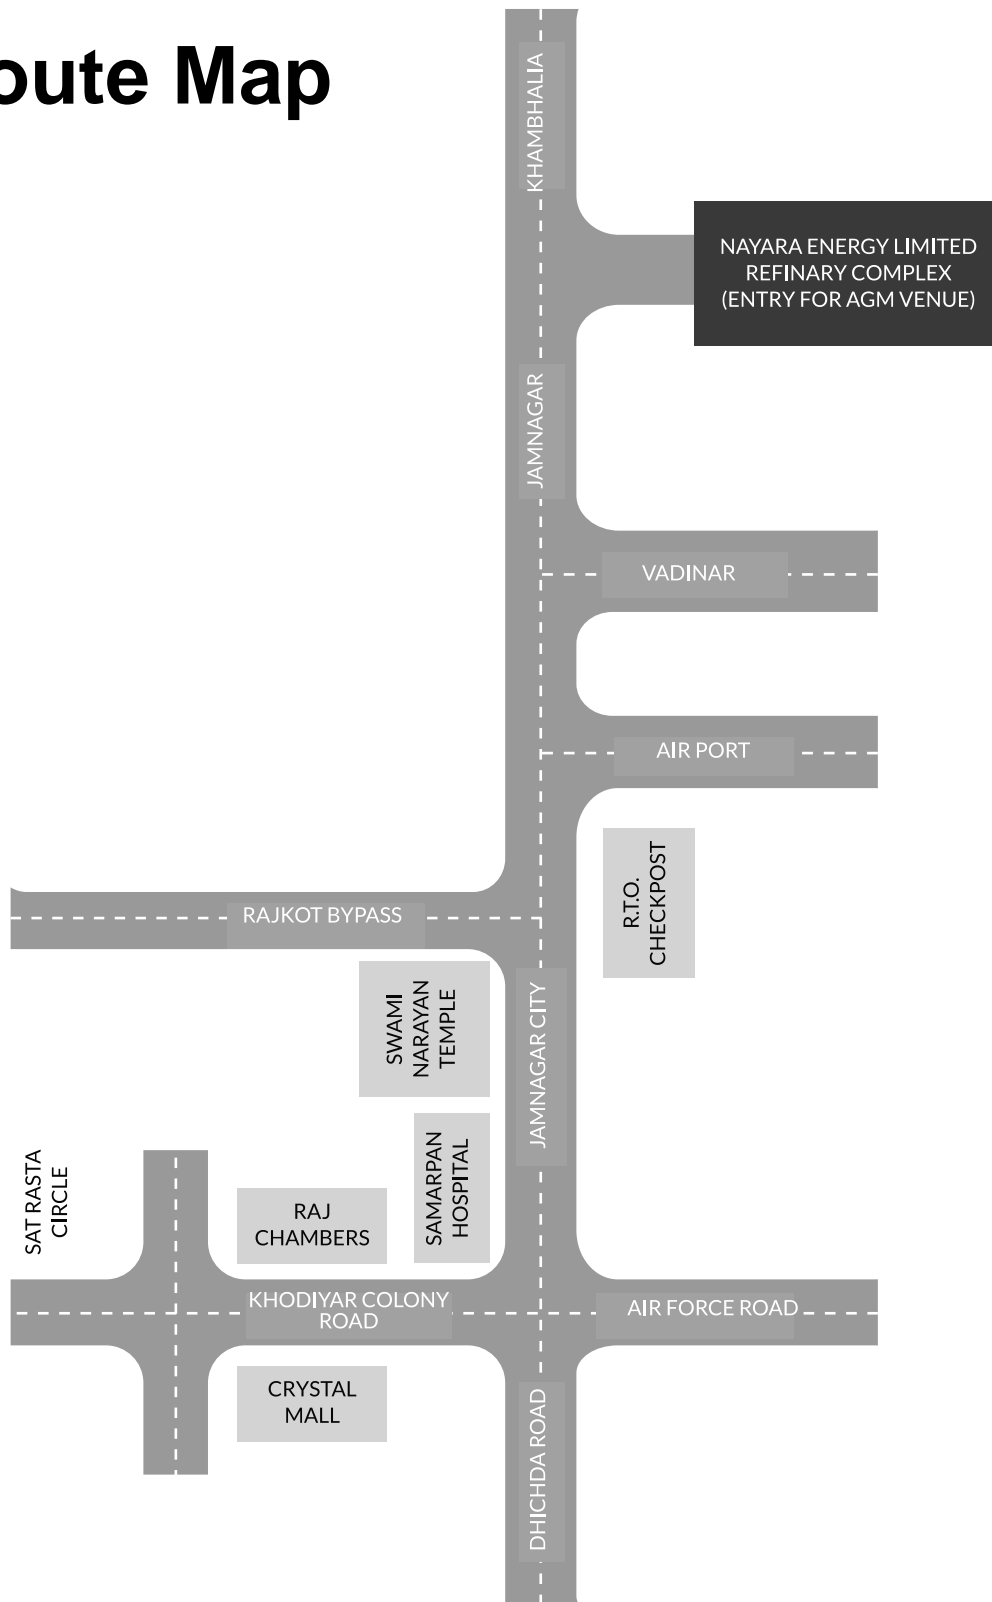 oute Map
KHAMBHALIA
NAYARA ENERGY LIMITED
REFINARY COMPLEX
(ENTRY FOR AGM VENUE)
JAMNAGAR
VADINAR
AIR PORT
R.T.O.
CHECKPOST
RAJKOT BYPASS
SWAMI
NARAYAN
TEMPLE
JAMNAGAR CITY
SAMARPAN
HOSPITAL
SAT RASTA
CIRCLE
RAJ
CHAMBERS
KHODIYAR COLONY
ROAD
AIR FORCE ROAD
CRYSTAL
MALL
DHICHDA ROAD